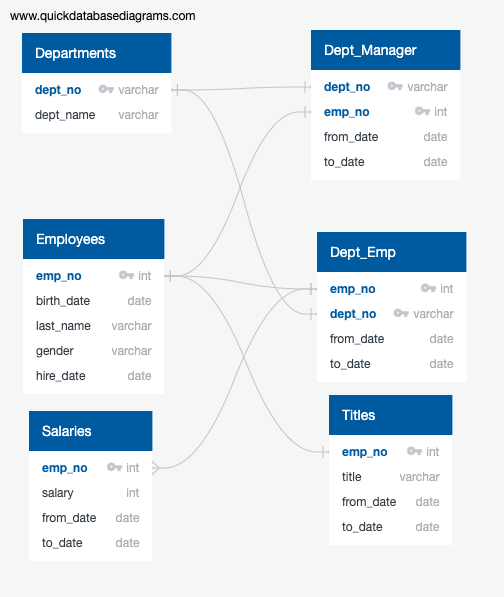 www.quickdatabasediagrams.com
Departments
dept_no varchar
dept_name varchar
Dept_Manager
dept_no varchar
emp_no int
from_date date
to_date date
Employees
emp_no int
birth_date date
last_name varchar
gender varchar
hire_date date
Dept_Emp
emp_no int
dept_no varchar
from_date date
to_date date
Salaries
emp_no int
salary int
from_date date
to_date date
Titles
emp_no int
title varchar
from_date date
to_date date